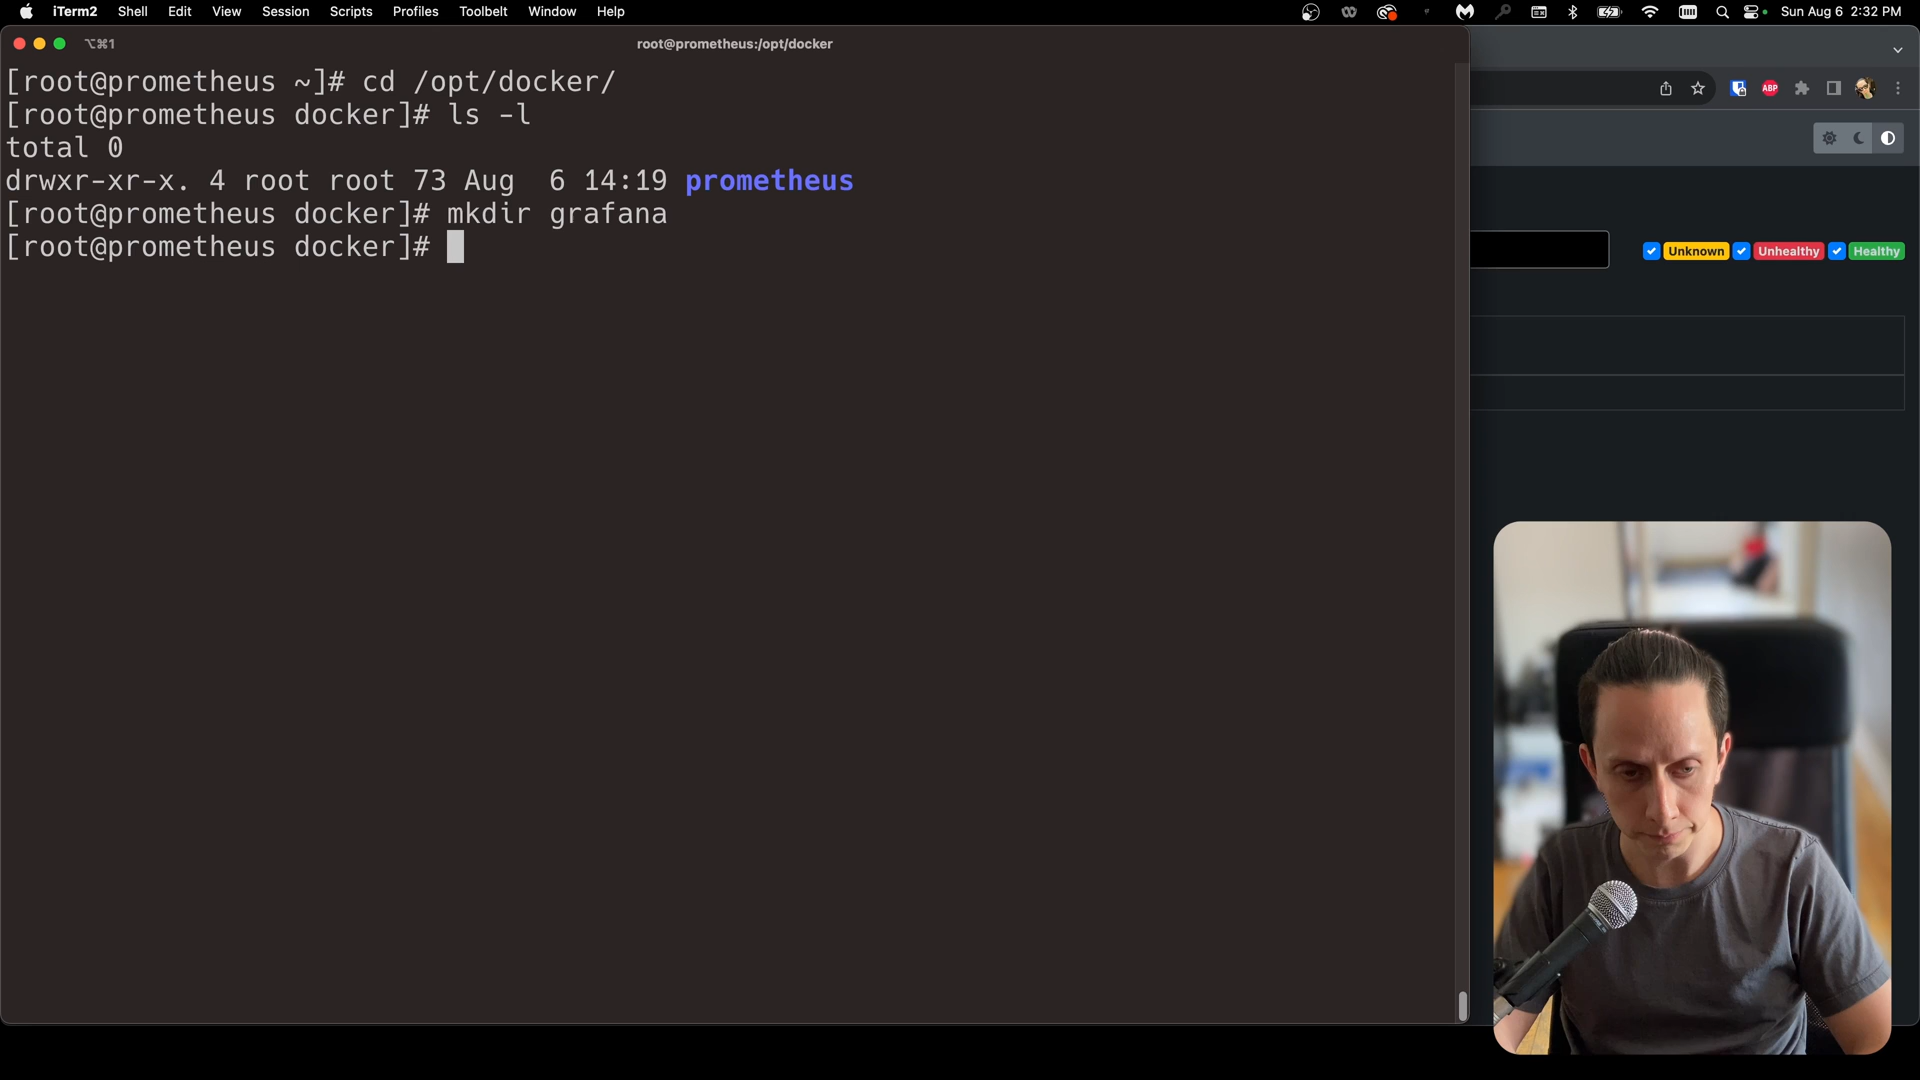 iTerm2 Shell Edit View Session Scripts Profiles Toolbelt Window Help Sun Aug 6 2:32 PM
⌥⌘1 root@prometheus:/opt/docker
[root@prometheus ~]# cd /opt/docker/
[root@prometheus docker]# ls -l
total 0
drwxr-xr-x. 4 root root 73 Aug  6 14:19 prometheus
[root@prometheus docker]# mkdir grafana
[root@prometheus docker]#
ABP
Unknown Unhealthy Healthy